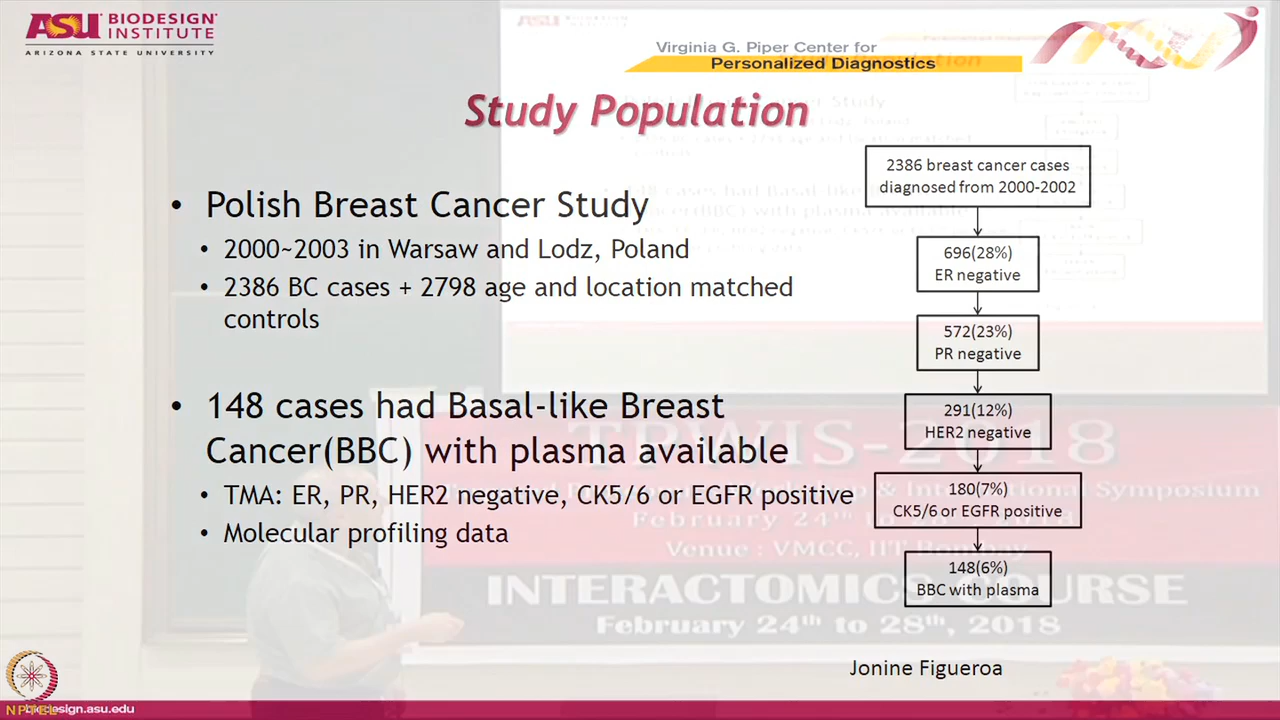 ASU BIODESIGN INSTITUTE
ARIZONA STATE UNIVERSITY
Virginia G. Piper Center for
Personalized Diagnostics
Study Population
• Polish Breast Cancer Study
• 2000~2003 in Warsaw and Lodz, Poland
• 2386 BC cases + 2798 age and location matched
controls
• 148 cases had Basal-like Breast
Cancer(BBC) with plasma available
• TMA: ER, PR, HER2 negative, CK5/6 or EGFR positive
• Molecular profiling data
2386 breast cancer cases
diagnosed from 2000-2002
696(28%)
ER negative
572(23%)
PR negative
291(12%)
HER2 negative
180(7%)
CK5/6 or EGFR positive
148(6%)
BBC with plasma
Jonine Figueroa
TPWIS-2018
& International Symposium
February 24th to
Venue : VMCC, IIT Bombay
INTERACTOMICS COURSE
February 24th to 28th, 2018
NPTEL
biodesign.asu.edu